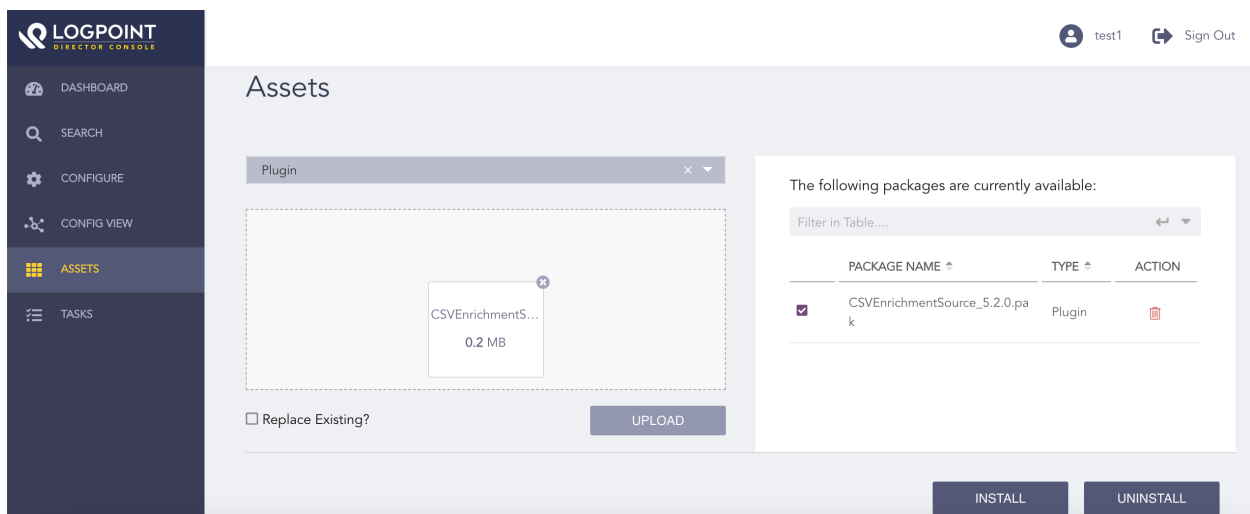 LOGPOINT
DIRECTOR CONSOLE
test1
Sign Out
DASHBOARD
SEARCH
CONFIGURE
CONFIG VIEW
ASSETS
TASKS
Assets
Plugin
CSVEnrichmentS...
0.2 MB
Replace Existing?
UPLOAD
The following packages are currently available:
Filter in Table....
PACKAGE NAME TYPE ACTION
CSVEnrichmentSource_5.2.0.pa
k
Plugin
INSTALL UNINSTALL